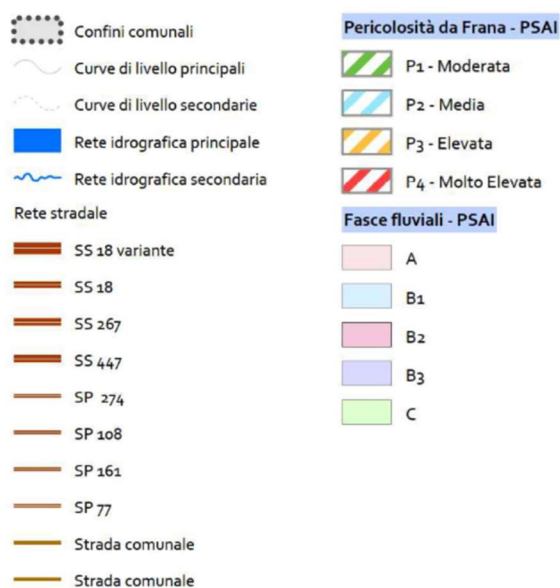 Confini comunali
Curve di livello principali
Curve di livello secondarie
Rete idrografica principale
Rete idrografica secondaria
Rete stradale
SS 18 variante
SS 18
SS 267
SS 447
SP 274
SP 108
SP 161
SP 77
Strada comunale
Strada comunale
Pericolosità da Frana - PSAI
P1 - Moderata
P2 - Media
P3 - Elevata
P4 - Molto Elevata
Fasce fluviali - PSAI
A
B1
B2
B3
C